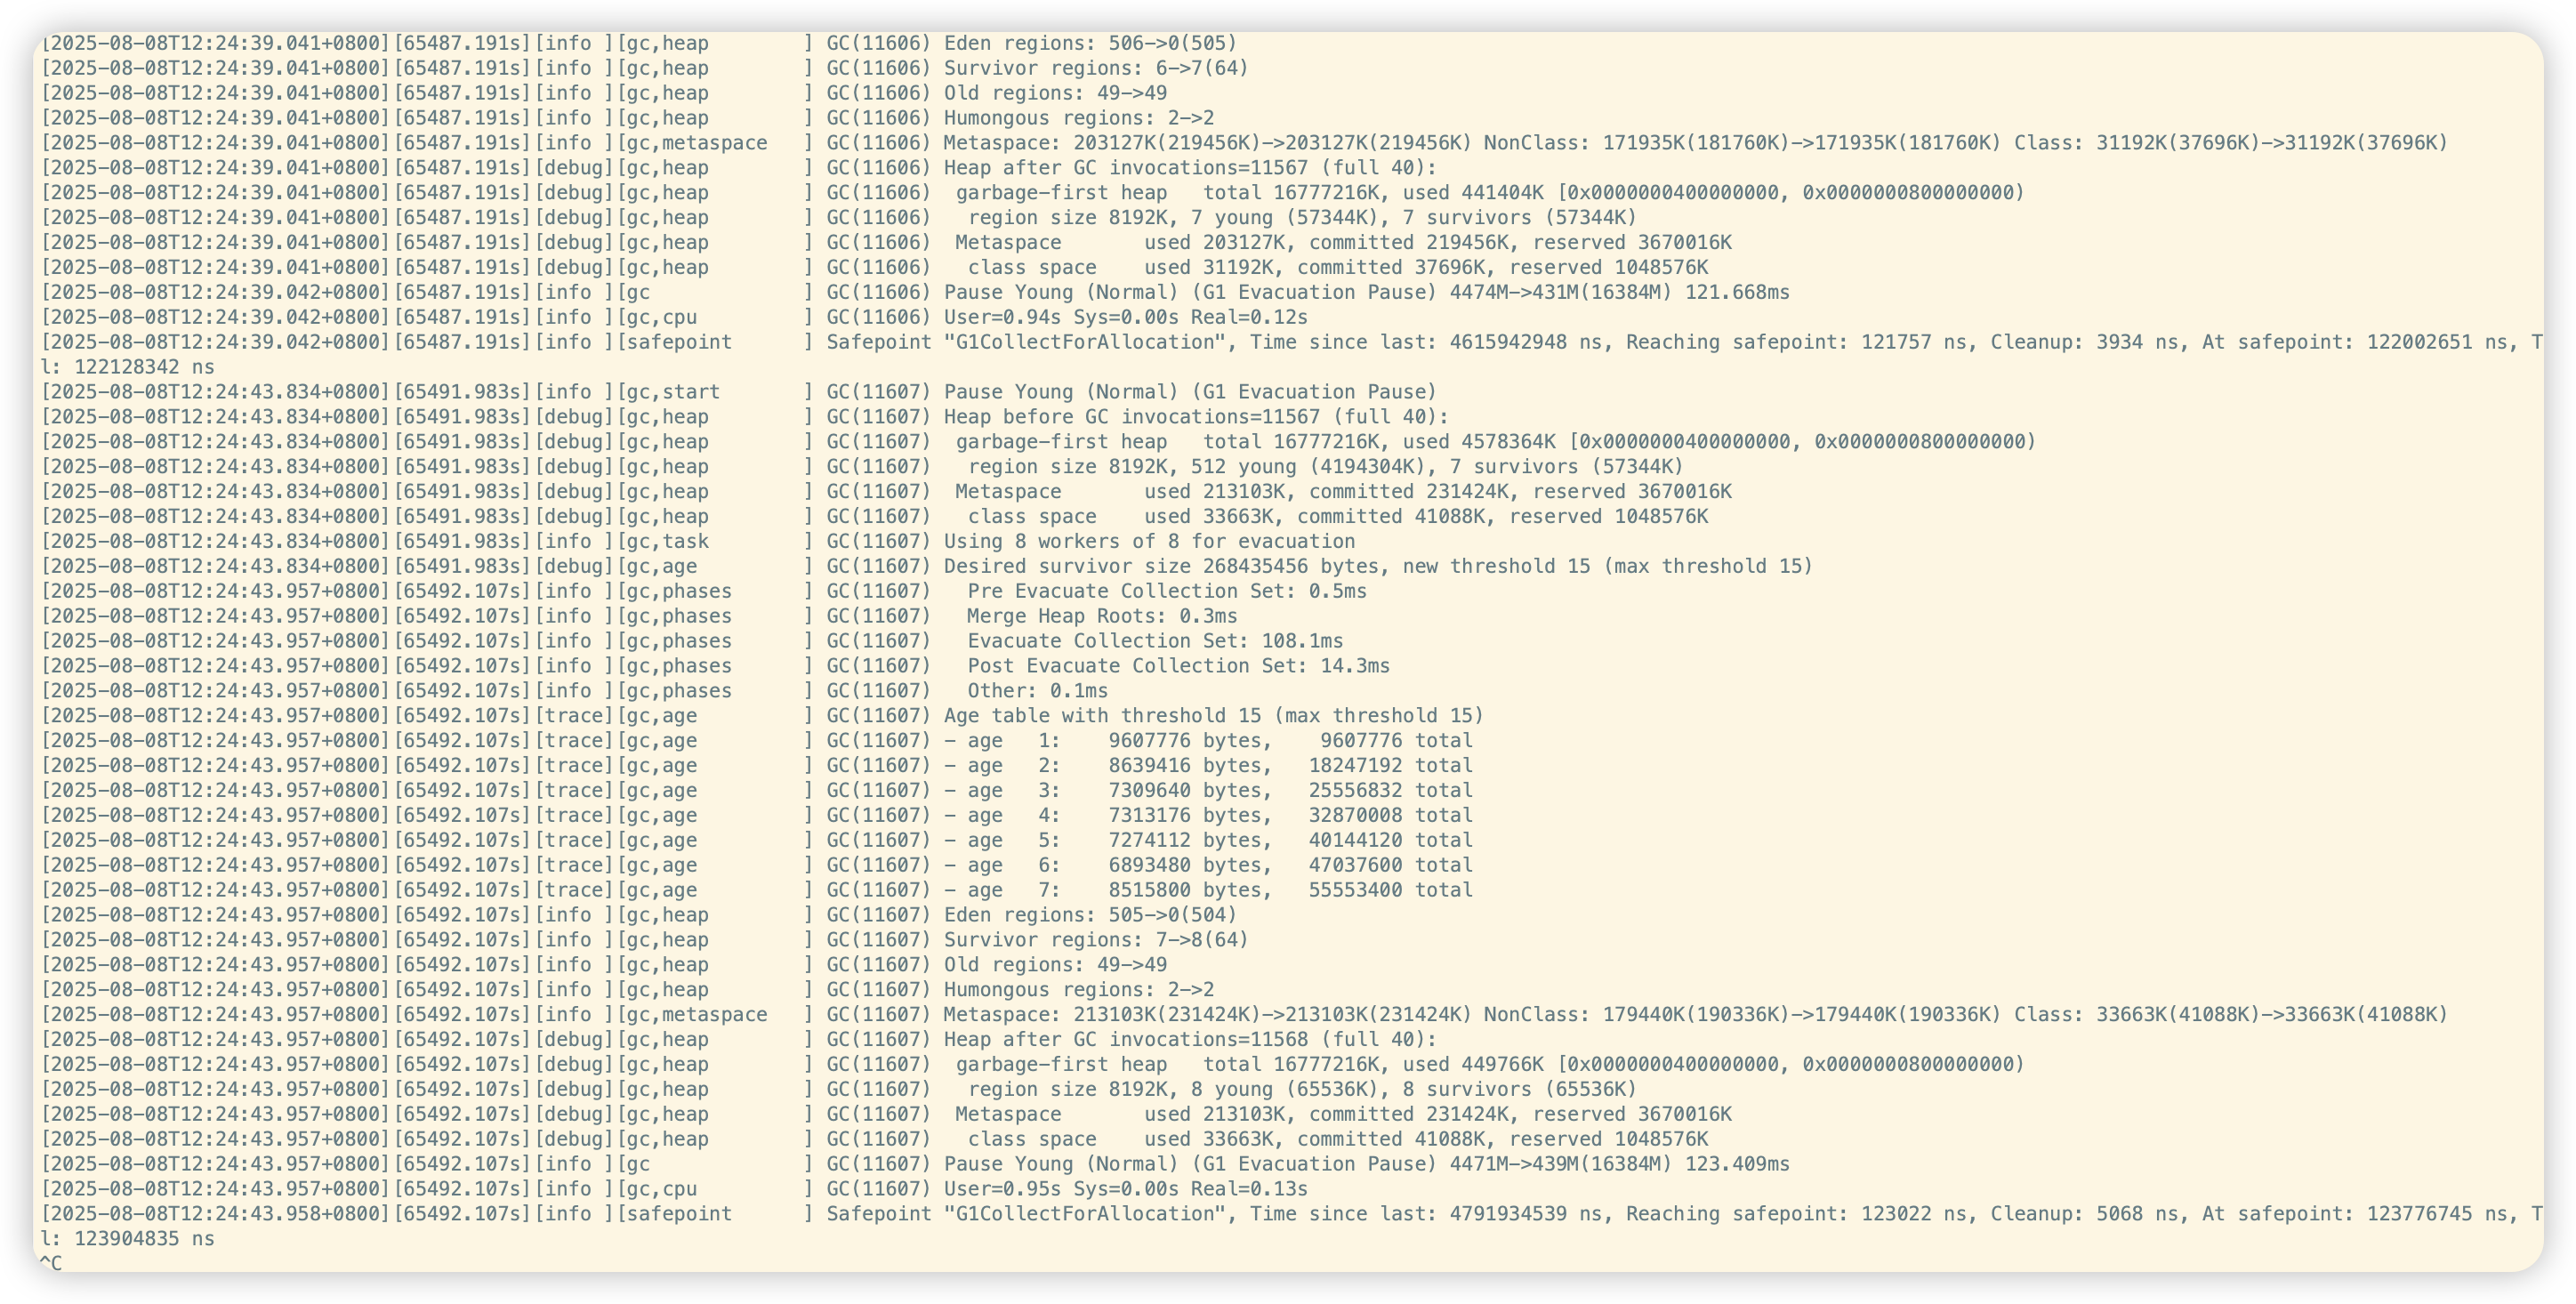 [2025-08-08T12:24:39.041+0800][65487.191s][info ][gc,heap        ] GC(11606) Eden regions: 506->0(505)
[2025-08-08T12:24:39.041+0800][65487.191s][info ][gc,heap        ] GC(11606) Survivor regions: 6->7(64)
[2025-08-08T12:24:39.041+0800][65487.191s][info ][gc,heap        ] GC(11606) Old regions: 49->49
[2025-08-08T12:24:39.041+0800][65487.191s][info ][gc,heap        ] GC(11606) Humongous regions: 2->2
[2025-08-08T12:24:39.041+0800][65487.191s][info ][gc,metaspace   ] GC(11606) Metaspace: 203127K(219456K)->203127K(219456K) NonClass: 171935K(181760K)->171935K(181760K) Class: 31192K(37696K)->31192K(37696K)
[2025-08-08T12:24:39.041+0800][65487.191s][debug][gc,heap        ] GC(11606) Heap after GC invocations=11567 (full 40):
[2025-08-08T12:24:39.041+0800][65487.191s][debug][gc,heap        ] GC(11606)  garbage-first heap   total 16777216K, used 441404K [0x0000000400000000, 0x0000000800000000)
[2025-08-08T12:24:39.041+0800][65487.191s][debug][gc,heap        ] GC(11606)   region size 8192K, 7 young (57344K), 7 survivors (57344K)
[2025-08-08T12:24:39.041+0800][65487.191s][debug][gc,heap        ] GC(11606)  Metaspace       used 203127K, committed 219456K, reserved 3670016K
[2025-08-08T12:24:39.041+0800][65487.191s][debug][gc,heap        ] GC(11606)   class space    used 31192K, committed 37696K, reserved 1048576K
[2025-08-08T12:24:39.042+0800][65487.191s][info ][gc             ] GC(11606) Pause Young (Normal) (G1 Evacuation Pause) 4474M->431M(16384M) 121.668ms
[2025-08-08T12:24:39.042+0800][65487.191s][info ][gc,cpu         ] GC(11606) User=0.94s Sys=0.00s Real=0.12s
[2025-08-08T12:24:39.042+0800][65487.191s][info ][safepoint      ] Safepoint "G1CollectForAllocation", Time since last: 4615942948 ns, Reaching safepoint: 121757 ns, Cleanup: 3934 ns, At safepoint: 122002651 ns, T
l: 122128342 ns
[2025-08-08T12:24:43.834+0800][65491.983s][info ][gc,start       ] GC(11607) Pause Young (Normal) (G1 Evacuation Pause)
[2025-08-08T12:24:43.834+0800][65491.983s][debug][gc,heap        ] GC(11607) Heap before GC invocations=11567 (full 40):
[2025-08-08T12:24:43.834+0800][65491.983s][debug][gc,heap        ] GC(11607)  garbage-first heap   total 16777216K, used 4578364K [0x0000000400000000, 0x0000000800000000)
[2025-08-08T12:24:43.834+0800][65491.983s][debug][gc,heap        ] GC(11607)   region size 8192K, 512 young (4194304K), 7 survivors (57344K)
[2025-08-08T12:24:43.834+0800][65491.983s][debug][gc,heap        ] GC(11607)  Metaspace       used 213103K, committed 231424K, reserved 3670016K
[2025-08-08T12:24:43.834+0800][65491.983s][debug][gc,heap        ] GC(11607)   class space    used 33663K, committed 41088K, reserved 1048576K
[2025-08-08T12:24:43.834+0800][65491.983s][info ][gc,task        ] GC(11607) Using 8 workers of 8 for evacuation
[2025-08-08T12:24:43.834+0800][65491.983s][debug][gc,age         ] GC(11607) Desired survivor size 268435456 bytes, new threshold 15 (max threshold 15)
[2025-08-08T12:24:43.957+0800][65492.107s][info ][gc,phases      ] GC(11607)   Pre Evacuate Collection Set: 0.5ms
[2025-08-08T12:24:43.957+0800][65492.107s][info ][gc,phases      ] GC(11607)   Merge Heap Roots: 0.3ms
[2025-08-08T12:24:43.957+0800][65492.107s][info ][gc,phases      ] GC(11607)   Evacuate Collection Set: 108.1ms
[2025-08-08T12:24:43.957+0800][65492.107s][info ][gc,phases      ] GC(11607)   Post Evacuate Collection Set: 14.3ms
[2025-08-08T12:24:43.957+0800][65492.107s][info ][gc,phases      ] GC(11607)   Other: 0.1ms
[2025-08-08T12:24:43.957+0800][65492.107s][trace][gc,age         ] GC(11607) Age table with threshold 15 (max threshold 15)
[2025-08-08T12:24:43.957+0800][65492.107s][trace][gc,age         ] GC(11607) - age   1:    9607776 bytes,    9607776 total
[2025-08-08T12:24:43.957+0800][65492.107s][trace][gc,age         ] GC(11607) - age   2:    8639416 bytes,   18247192 total
[2025-08-08T12:24:43.957+0800][65492.107s][trace][gc,age         ] GC(11607) - age   3:    7309640 bytes,   25556832 total
[2025-08-08T12:24:43.957+0800][65492.107s][trace][gc,age         ] GC(11607) - age   4:    7313176 bytes,   32870008 total
[2025-08-08T12:24:43.957+0800][65492.107s][trace][gc,age         ] GC(11607) - age   5:    7274112 bytes,   40144120 total
[2025-08-08T12:24:43.957+0800][65492.107s][trace][gc,age         ] GC(11607) - age   6:    6893480 bytes,   47037600 total
[2025-08-08T12:24:43.957+0800][65492.107s][trace][gc,age         ] GC(11607) - age   7:    8515800 bytes,   55553400 total
[2025-08-08T12:24:43.957+0800][65492.107s][info ][gc,heap        ] GC(11607) Eden regions: 505->0(504)
[2025-08-08T12:24:43.957+0800][65492.107s][info ][gc,heap        ] GC(11607) Survivor regions: 7->8(64)
[2025-08-08T12:24:43.957+0800][65492.107s][info ][gc,heap        ] GC(11607) Old regions: 49->49
[2025-08-08T12:24:43.957+0800][65492.107s][info ][gc,heap        ] GC(11607) Humongous regions: 2->2
[2025-08-08T12:24:43.957+0800][65492.107s][info ][gc,metaspace   ] GC(11607) Metaspace: 213103K(231424K)->213103K(231424K) NonClass: 179440K(190336K)->179440K(190336K) Class: 33663K(41088K)->33663K(41088K)
[2025-08-08T12:24:43.957+0800][65492.107s][debug][gc,heap        ] GC(11607) Heap after GC invocations=11568 (full 40):
[2025-08-08T12:24:43.957+0800][65492.107s][debug][gc,heap        ] GC(11607)  garbage-first heap   total 16777216K, used 449766K [0x0000000400000000, 0x0000000800000000)
[2025-08-08T12:24:43.957+0800][65492.107s][debug][gc,heap        ] GC(11607)   region size 8192K, 8 young (65536K), 8 survivors (65536K)
[2025-08-08T12:24:43.957+0800][65492.107s][debug][gc,heap        ] GC(11607)  Metaspace       used 213103K, committed 231424K, reserved 3670016K
[2025-08-08T12:24:43.957+0800][65492.107s][debug][gc,heap        ] GC(11607)   class space    used 33663K, committed 41088K, reserved 1048576K
[2025-08-08T12:24:43.957+0800][65492.107s][info ][gc             ] GC(11607) Pause Young (Normal) (G1 Evacuation Pause) 4471M->439M(16384M) 123.409ms
[2025-08-08T12:24:43.957+0800][65492.107s][info ][gc,cpu         ] GC(11607) User=0.95s Sys=0.00s Real=0.13s
[2025-08-08T12:24:43.958+0800][65492.107s][info ][safepoint      ] Safepoint "G1CollectForAllocation", Time since last: 4791934539 ns, Reaching safepoint: 123022 ns, Cleanup: 5068 ns, At safepoint: 123776745 ns, T
l: 123904835 ns
^C